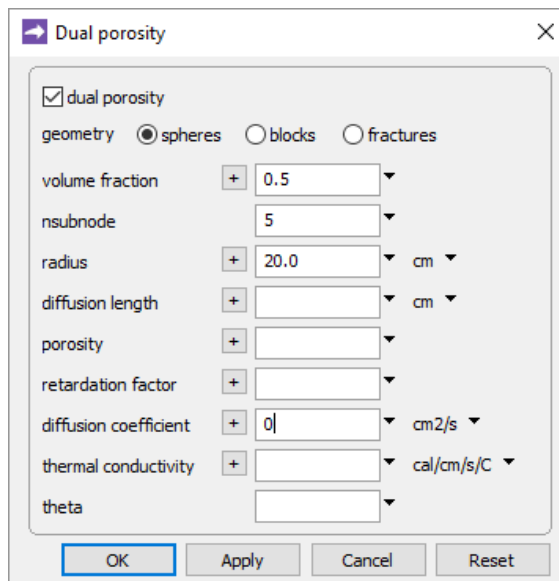 Dual porosity
dual porosity
geometry spheres blocks fractures
volume fraction + 0.5
nsubnode 5
radius + 20.0 cm
diffusion length + cm
porosity +
retardation factor +
diffusion coefficient + 0 cm2/s
thermal conductivity + cal/cm/s/C
theta
OK Apply Cancel Reset